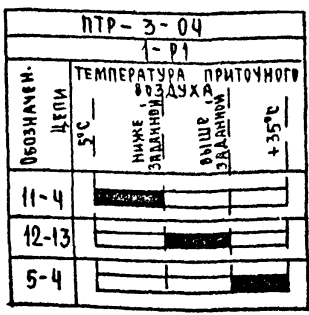 ПТР-3-04
1-Р1
ОБОЗНАЧЕН. ЦЕПИ
ТЕМПЕРАТУРА ПРИТОЧНОГО
ВОЗДУХА
5°С
НИЖЕ ЗАДАННОЙ
ВЫШЕ ЗАДАННОЙ
+35°С
11-4
12-13
5-4